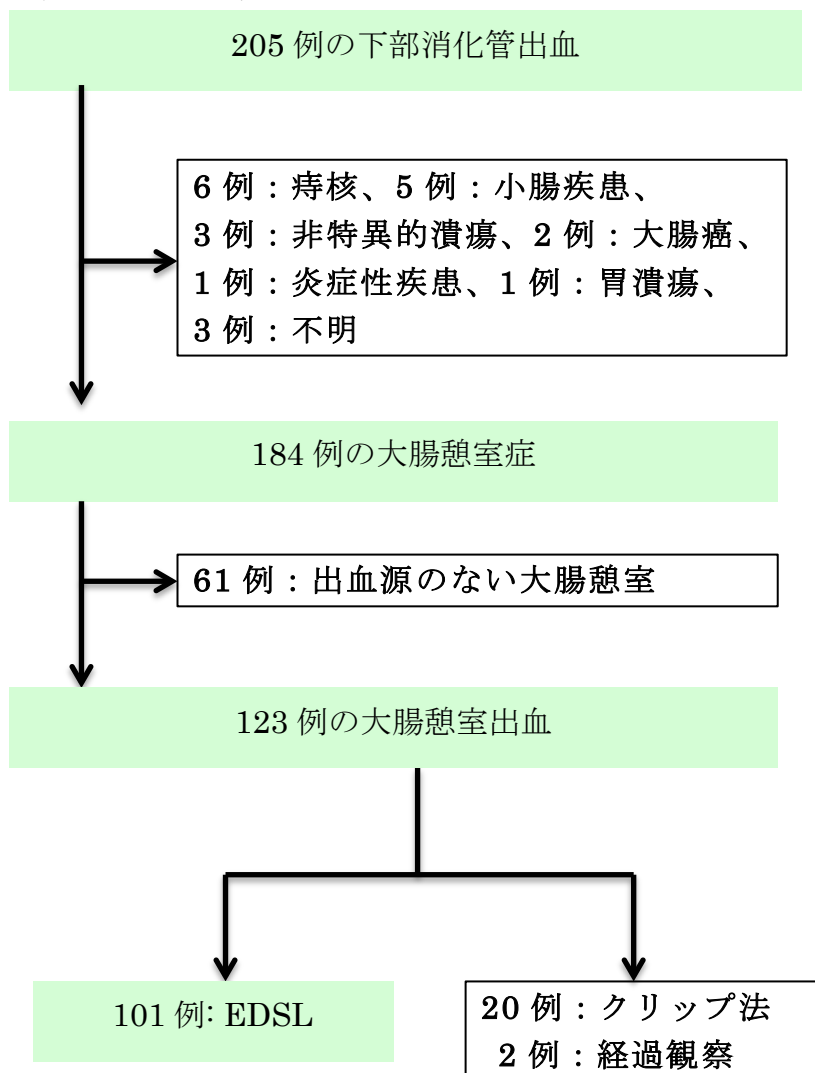 205 例の下部消化管出血
6 例：痔核、5 例：小腸疾患、
3 例：非特異的潰瘍、2 例：大腸癌、
1 例：炎症性疾患、1 例：胃潰瘍、
3 例：不明
184 例の大腸憩室症
61 例：出血源のない大腸憩室
123 例の大腸憩室出血
101 例: EDSL
20 例：クリップ法
2 例：経過観察